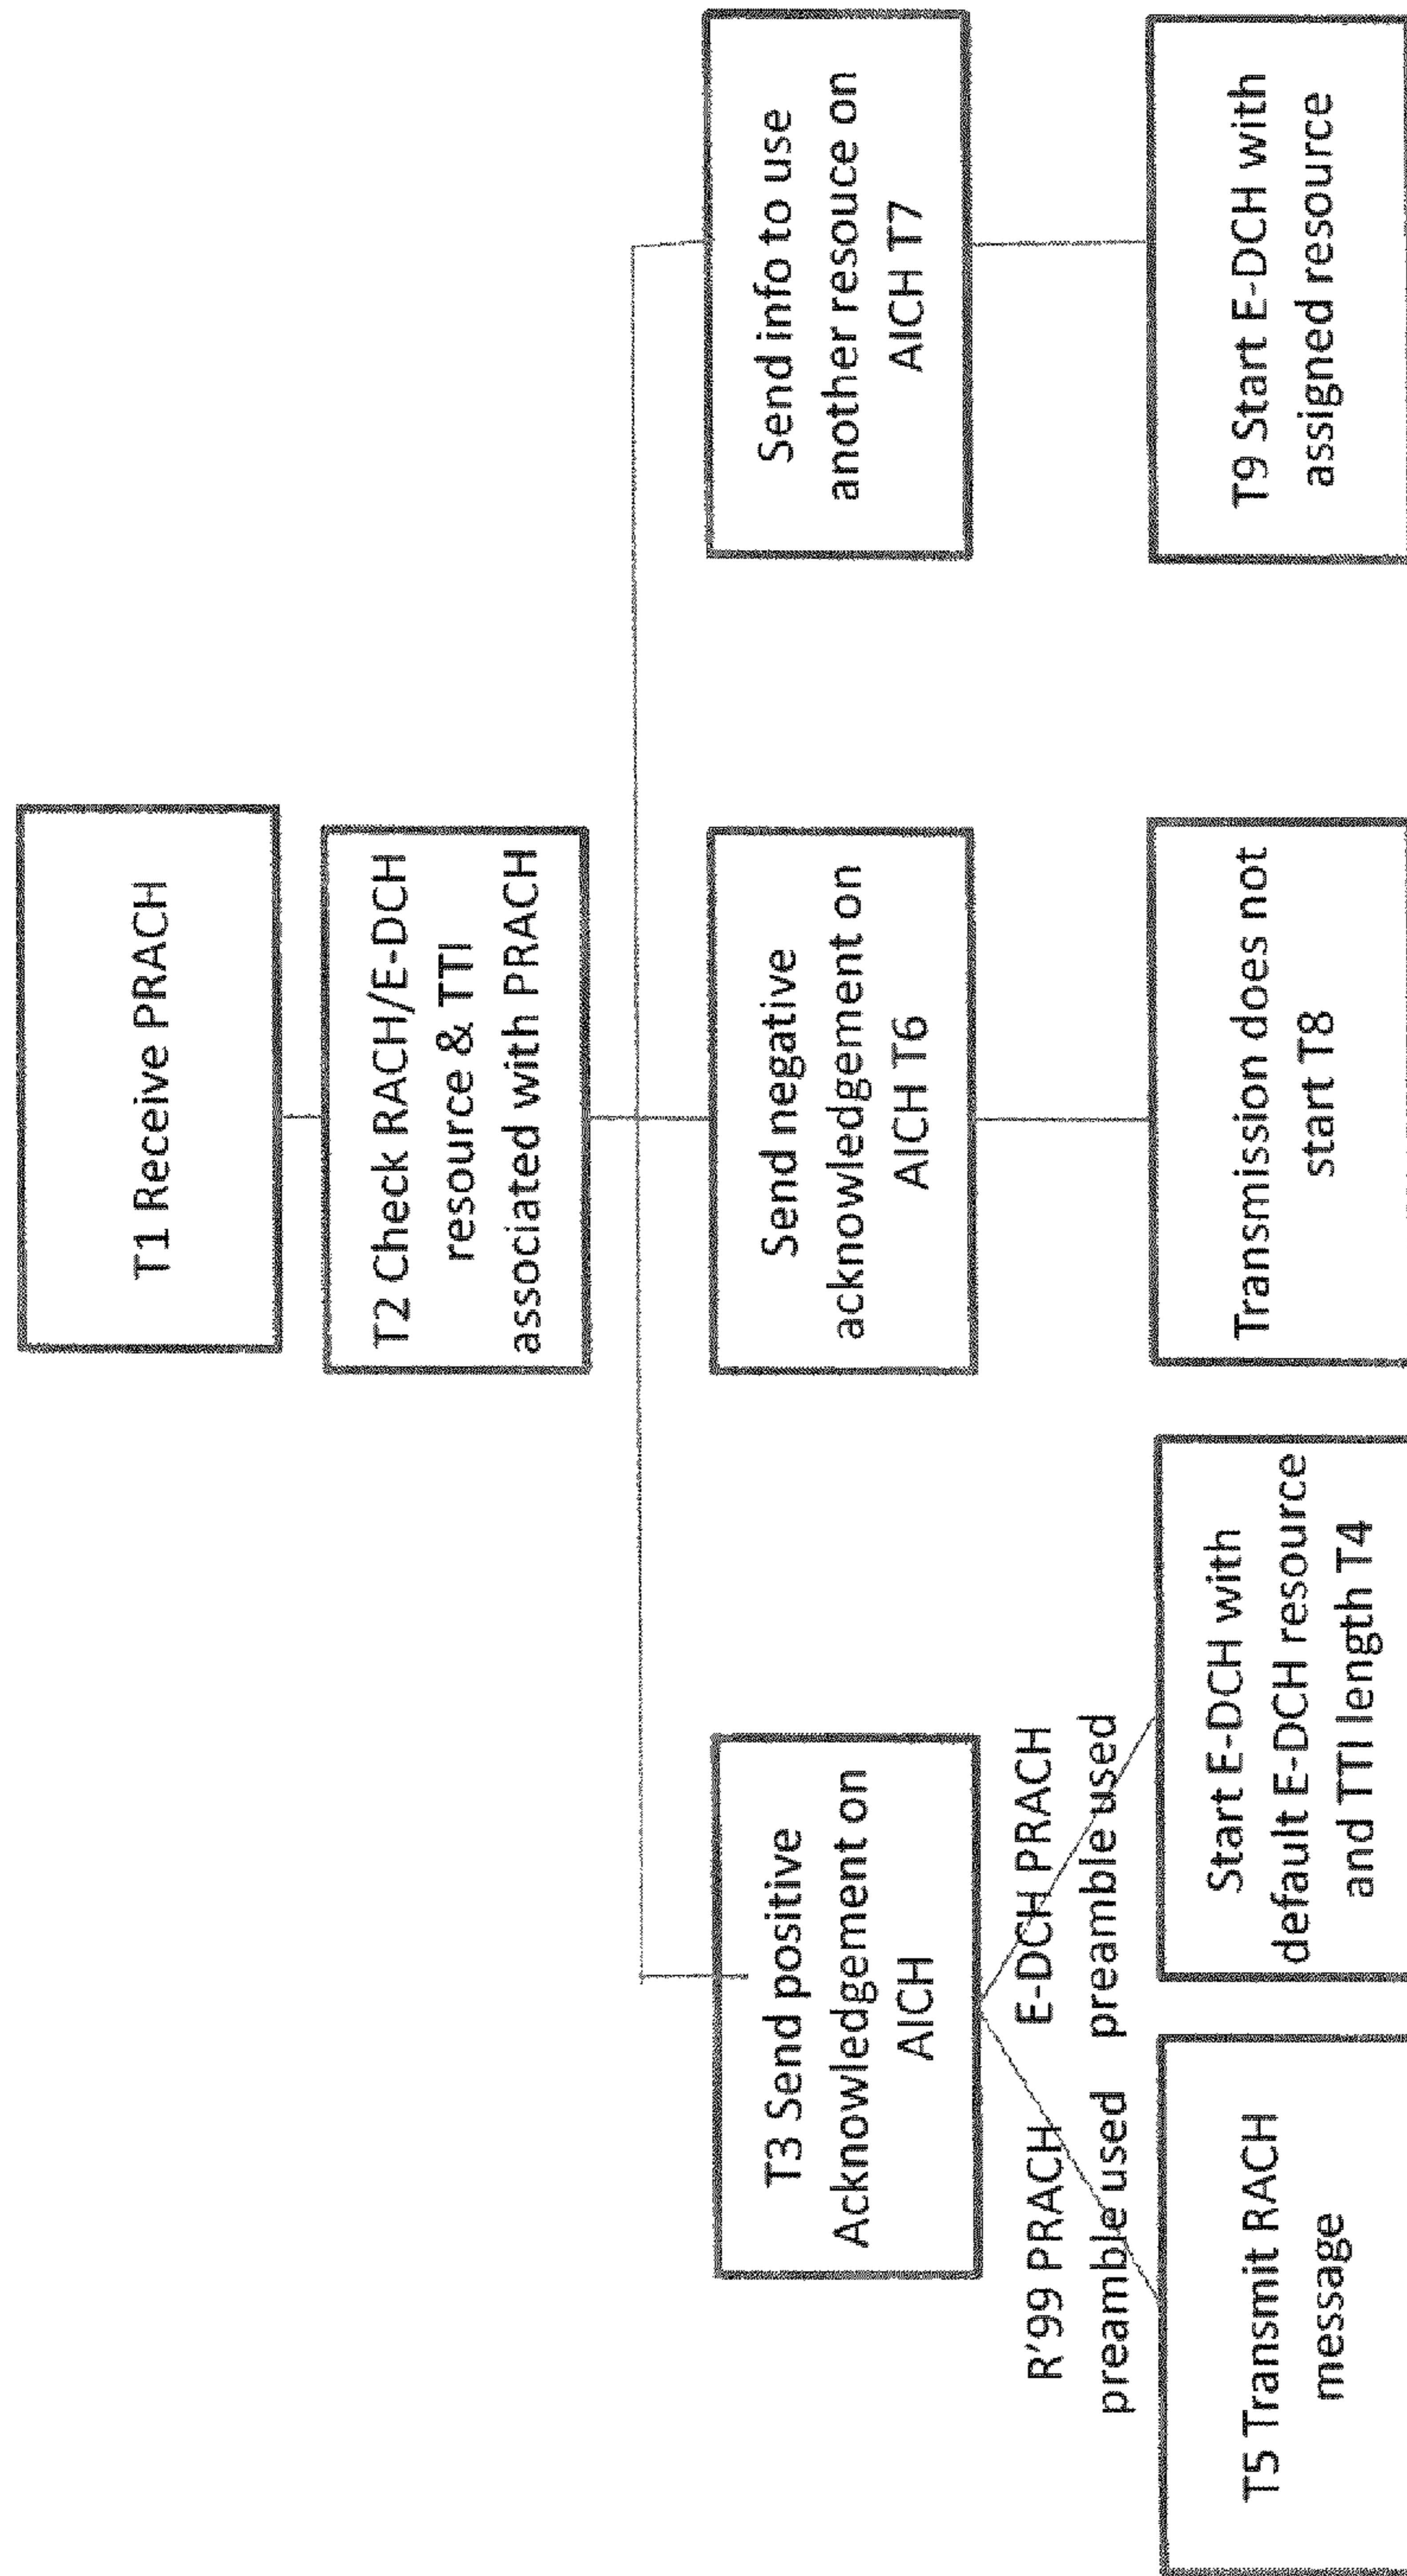 T1 Receive PRACH
T2 Check RACH/E-DCH
resource & TTI
associated with PRACH
T3 Send positive
Acknowledgement on
AICH
Send negative
acknowledgement on
AICH T6
Send info to use
another resouce on
AICH T7
R'99 PRACH
preamble used
E-DCH PRACH
preamble used
T5 Transmit RACH
message
Start E-DCH with
default E-DCH resource
and TTI length T4
Transmission does not
start T8
T9 Start E-DCH with
assigned resource